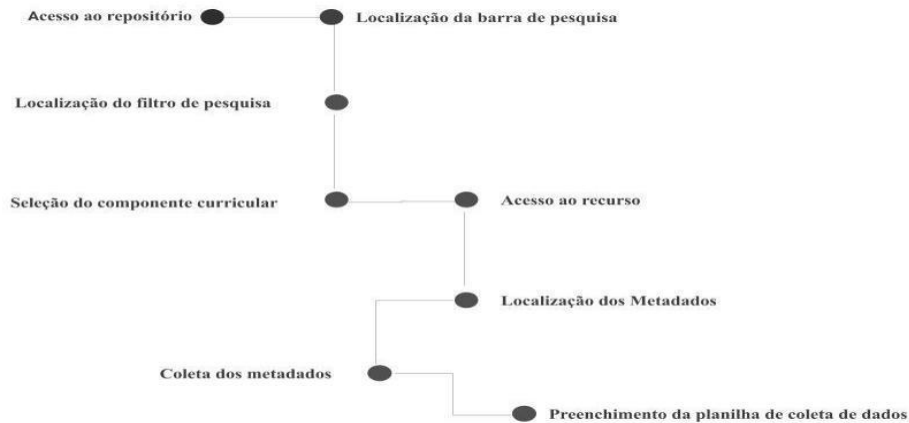 Acesso ao repositório
Localização da barra de pesquisa
Localização do filtro de pesquisa
Seleção do componente curricular
Acesso ao recurso
Localização dos Metadados
Coleta dos metadados
Preenchimento da planilha de coleta de dados